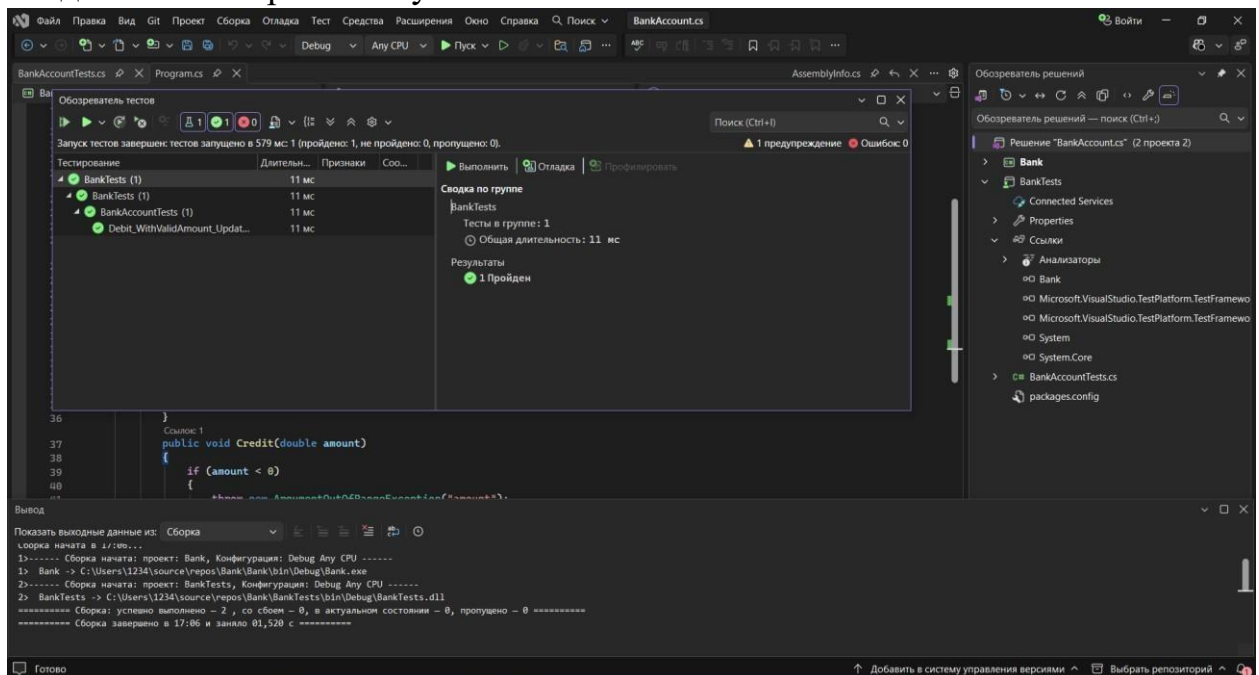 Файл Правка Вид Git Проект Сборка Отладка Тест Средства Расширения Окно Справка Поиск BankAccount.cs Войти
Debug Any CPU Пуск
BankAccountTests.cs Program.cs AssemblyInfo.cs
Обозреватель решений
Обозреватель решений — поиск (Ctrl+;)
Решение "BankAccount.cs" (2 проекта 2)
Bank
BankTests
Connected Services
Properties
Ссылки
Анализаторы
Bank
Microsoft.VisualStudio.TestPlatform.TestFramewo
Microsoft.VisualStudio.TestPlatform.TestFramewo
System
System.Core
C# BankAccountTests.cs
packages.config
Обозреватель тестов
1 1 0
Поиск (Ctrl+I)
Запуск тестов завершен: тестов запущено в 579 мс: 1 (пройдено: 1, не пройдено: 0, пропущено: 0). 1 предупреждение Ошибок: 0
Тестирование Длительн... Признаки Соо...
BankTests (1) 11 мс
BankTests (1) 11 мс
BankAccountTests (1) 11 мс
Debit_WithValidAmount_Updat... 11 мс
Выполнить Отладка Профилировать
Сводка по группе
BankTests
Тесты в группе: 1
Общая длительность: 11 мс
Результаты
1 Пройден
36 }
Ссылок: 1
37 public void Credit(double amount)
38 {
39 if (amount < 0)
40 {
41 throw new ArgumentOutOfRangeException("amount");
Вывод
Показать выходные данные из: Сборка
Сборка начата в 17:06...
1>------ Сборка начата: проект: Bank, Конфигурация: Debug Any CPU ------
1> Bank -> C:\Users\1234\source\repos\Bank\Bank\bin\Debug\Bank.exe
2>------ Сборка начата: проект: BankTests, Конфигурация: Debug Any CPU ------
2> BankTests -> C:\Users\1234\source\repos\Bank\BankTests\bin\Debug\BankTests.dll
========== Сборка: успешно выполнено — 2 , со сбоем — 0, в актуальном состоянии — 0, пропущено — 0 ==========
========== Сборка завершено в 17:06 и заняло 01,520 с ==========
Готово Добавить в систему управления версиями Выбрать репозиторий